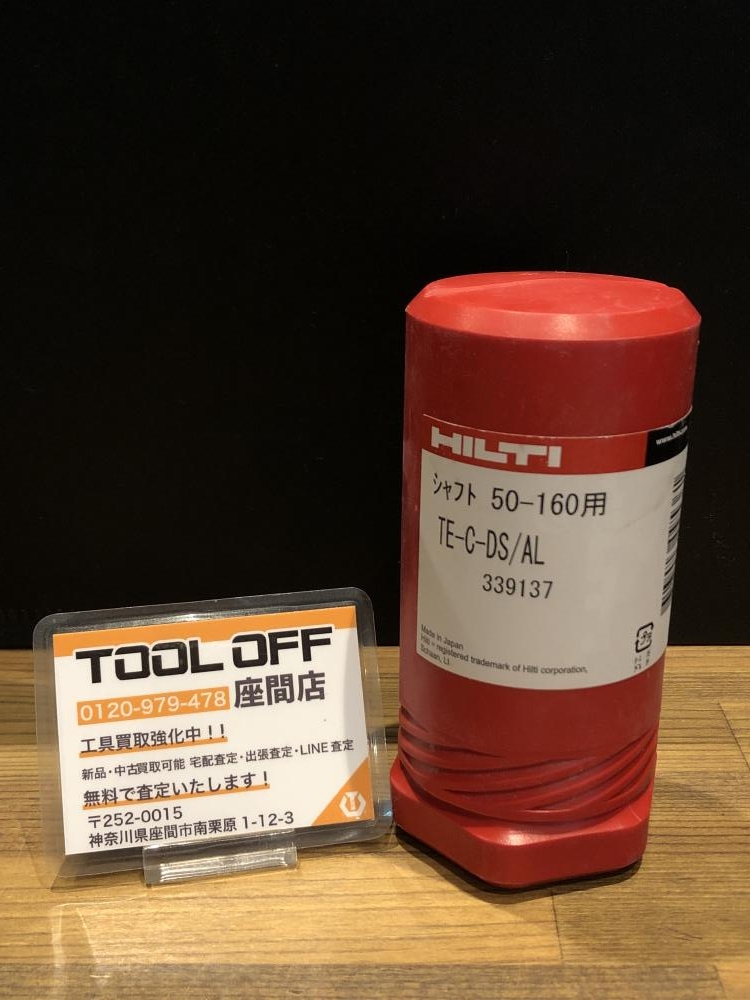 TOOL OFF
0120-979-478 座間店
工具買取強化中!!
新品・中古買取可能 宅配査定・出張査定・LINE査定
無料で査定いたします!
〒252-0015
神奈川県座間市南栗原1-12-3
HILTI
シャフト 50-160用
TE-C-DS/AL
339137
Made in Japan
Hilti = registered trademark of Hilti corporation,
Schaan, LI